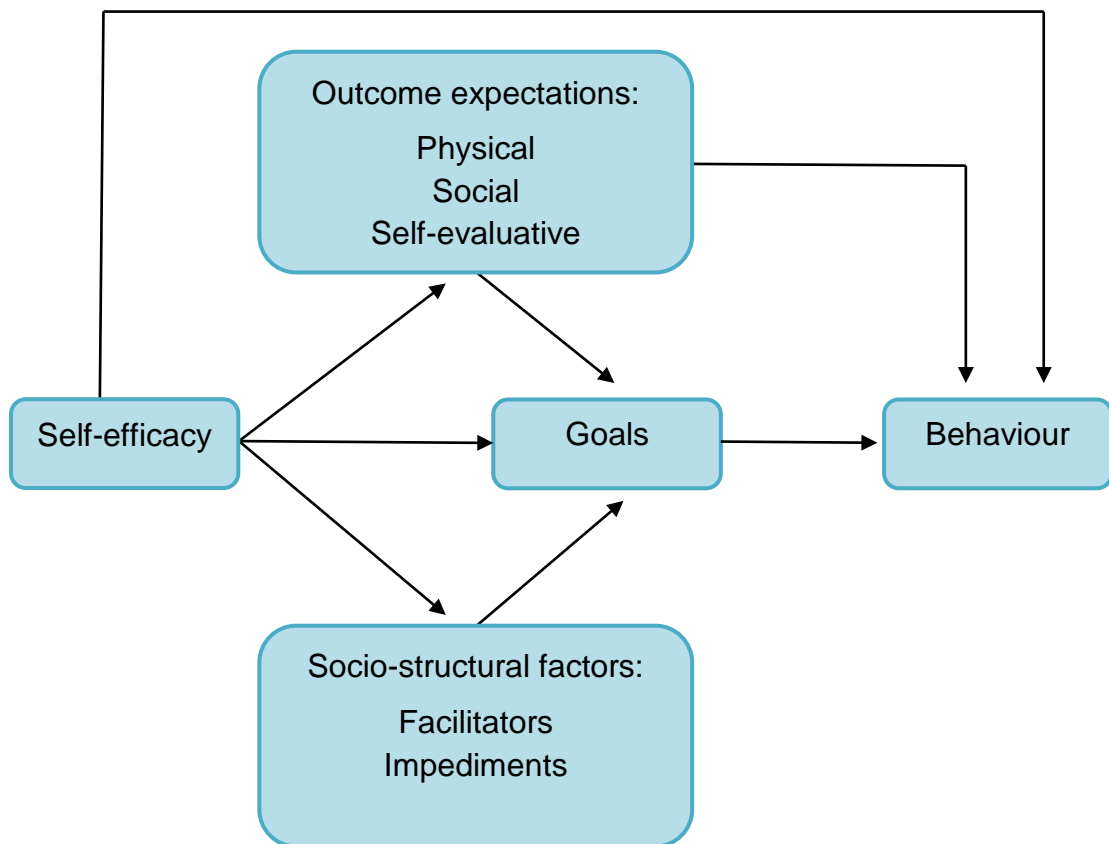 Outcome expectations:
Physical
Social
Self-evaluative
Self-efficacy
Goals
Behaviour
Socio-structural factors:
Facilitators
Impediments